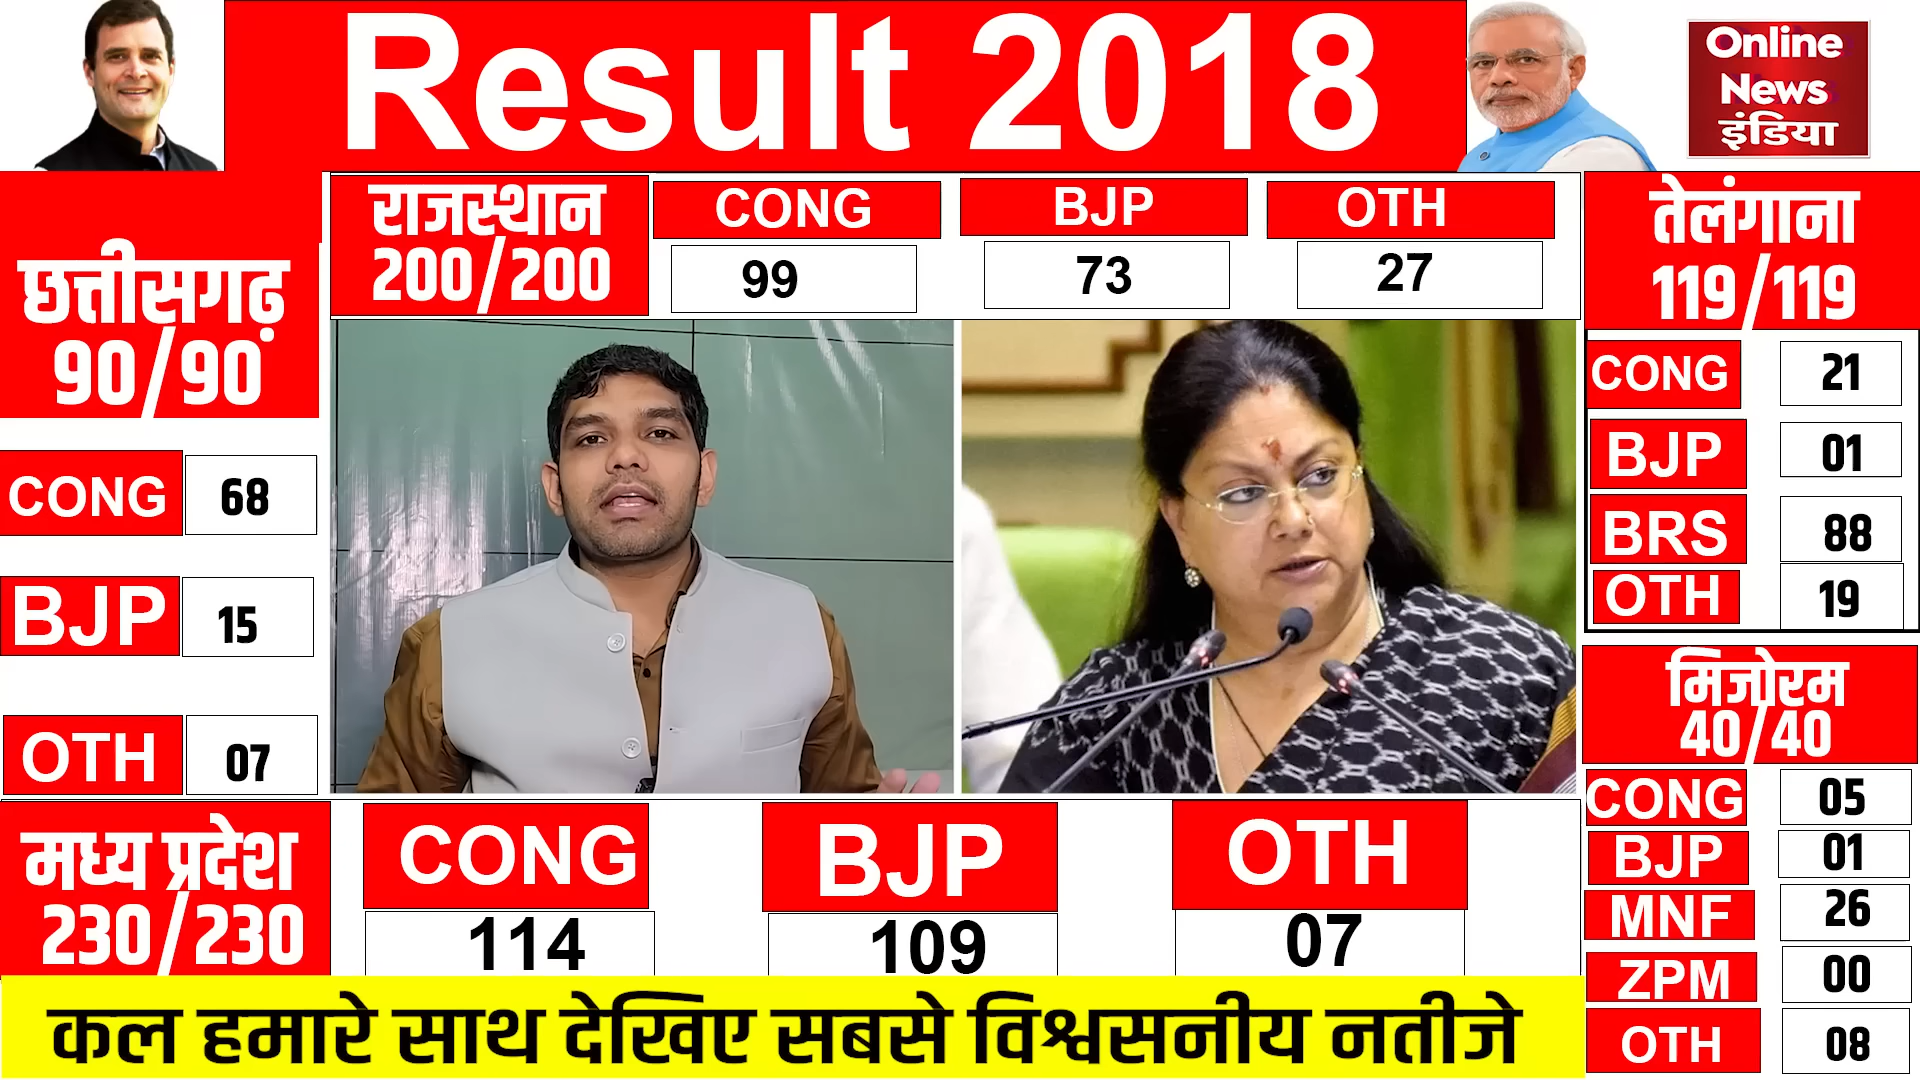 Result 2018
Online
News
इंडिया
राजस्थान
200/200
CONG
BJP
OTH
99
73
27
छत्तीसगढ़
90/90
CONG
68
BJP
15
OTH
07
तेलंगाना
119/119
CONG
21
BJP
01
BRS
88
OTH
19
मिजोरम
40/40
CONG
05
BJP
01
MNF
26
ZPM
00
OTH
08
मध्य प्रदेश
230/230
CONG
BJP
OTH
114
109
07
कल हमारे साथ देखिए सबसे विश्वसनीय नतीजे